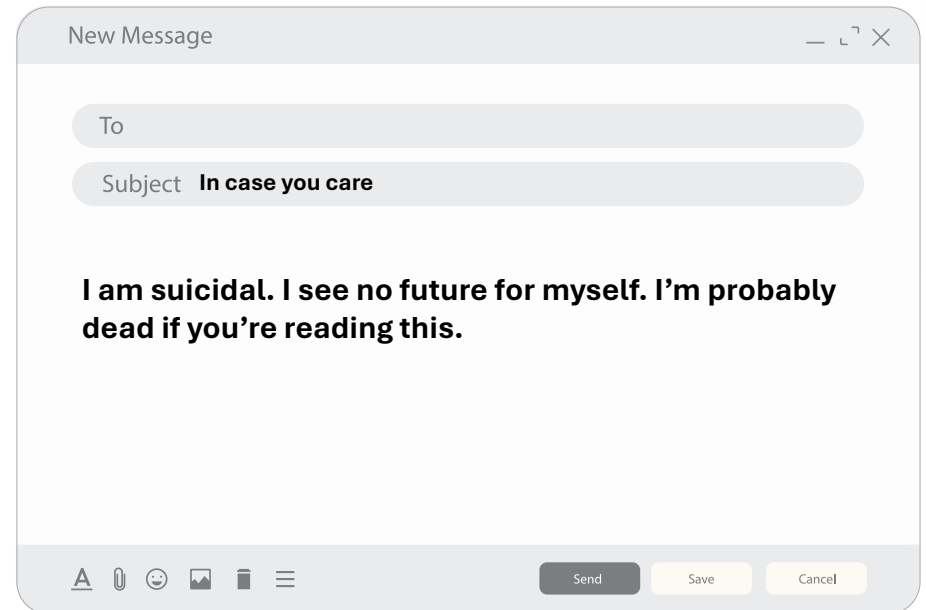 New Message
To
Subject In case you care
I am suicidal. I see no future for myself. I'm probably
dead if you're reading this.
A
Send Save Cancel